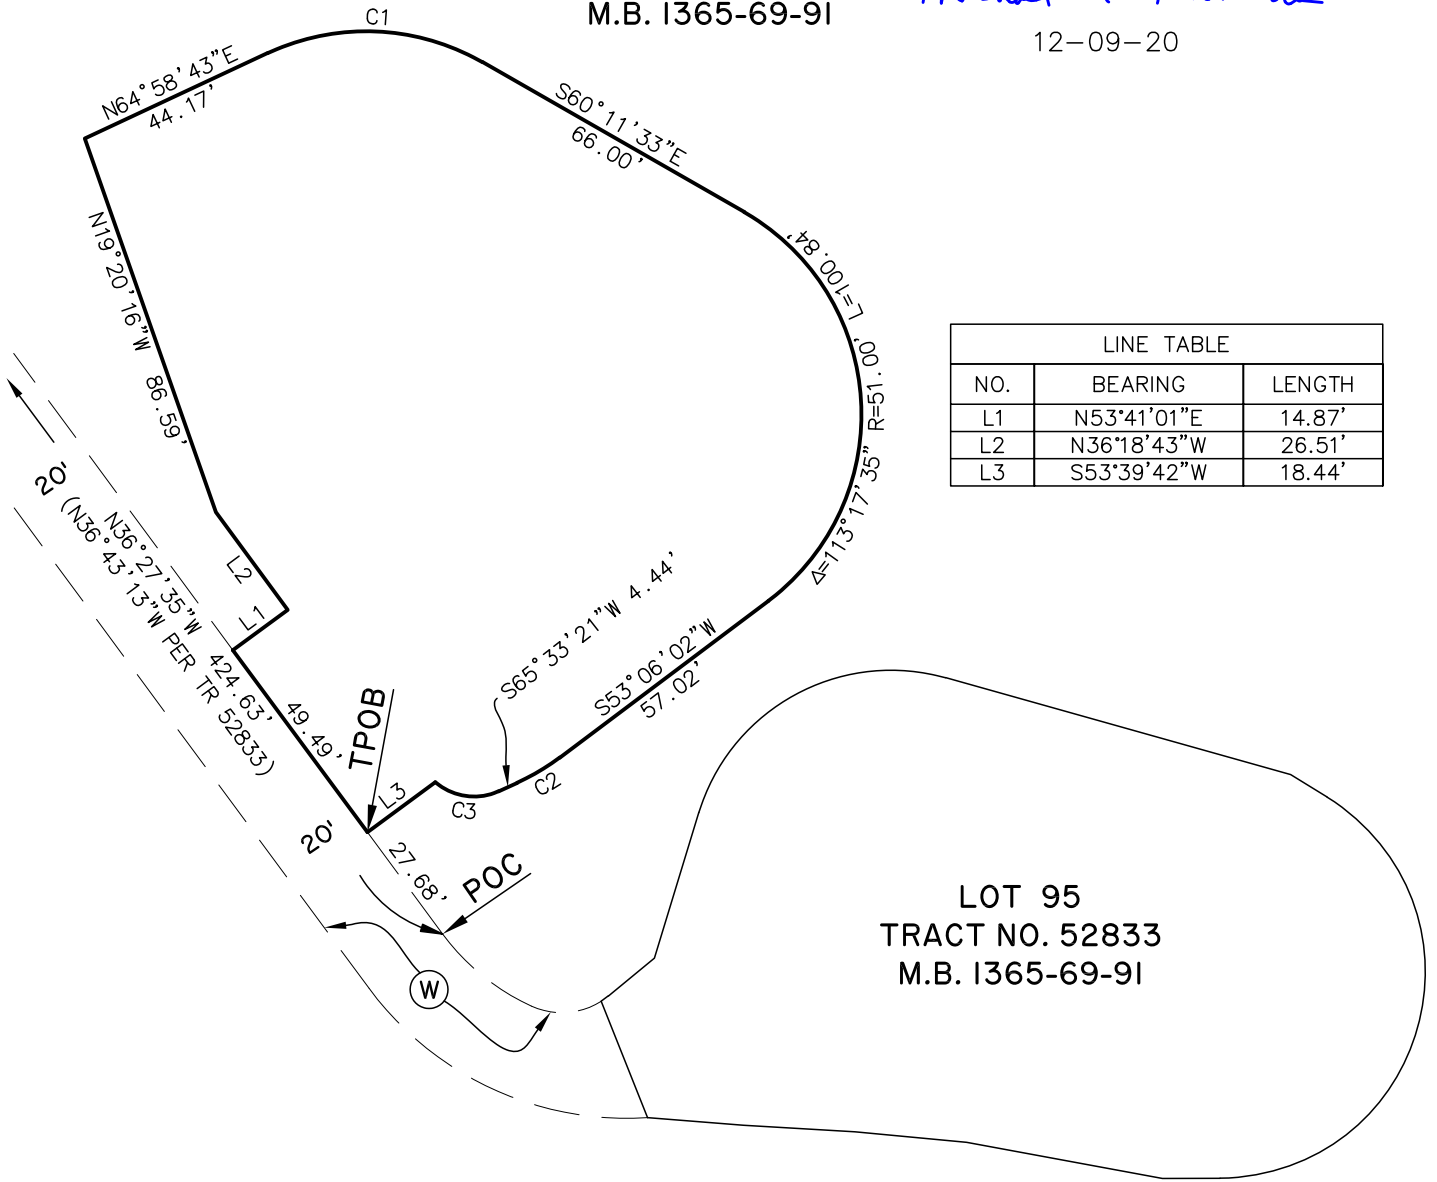 C1
M.B. 1365-69-91
12-09-20
N64°58'43"E
44.17'
S60°11'33"E
66.00'
N19°20'16"W 86.59'
Δ=113°17'35" R=51.00' L=100.84'
LINE TABLE
NO. BEARING LENGTH
L1 N53°41'01"E 14.87'
L2 N36°18'43"W 26.51'
L3 S53°39'42"W 18.44'
20'
N36°27'35"W 424.63'
(N36°43'13"W PER TR 52833)
L2
L1
S65°33'21"W 4.44'
S53°06'02"W
57.02'
49.49'
TPOB
L3
C3
C2
20'
27.68'
POC
W
LOT 95
TRACT NO. 52833
M.B. 1365-69-91